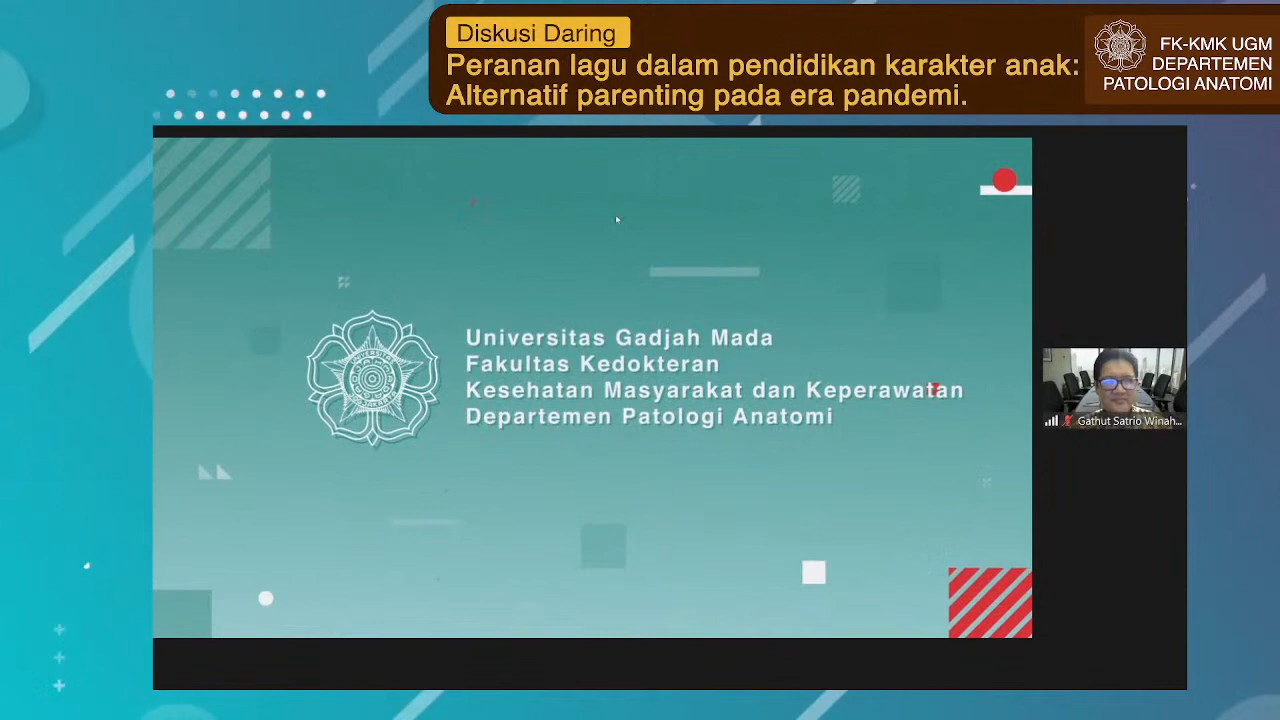 Diskusi Daring
Peranan lagu dalam pendidikan karakter anak:
Alternatif parenting pada era pandemi.
FK-KMK UGM
DEPARTEMEN
PATOLOGI ANATOMI
Universitas Gadjah Mada
Fakultas Kedokteran
Kesehatan Masyarakat dan Keperawatan
Departemen Patologi Anatomi
Gathut Satrio Winah...